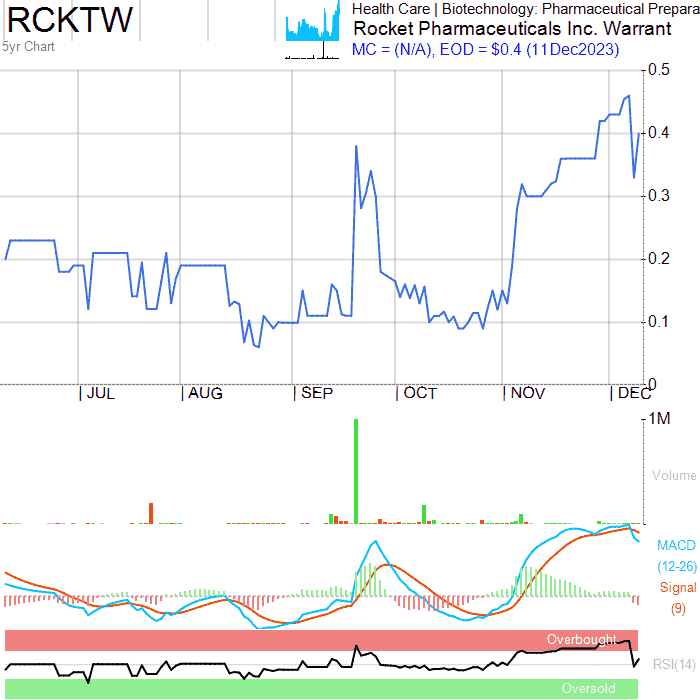 RCKTW
5yr Chart
Health Care | Biotechnology: Pharmaceutical Prepara
Rocket Pharmaceuticals Inc. Warrant
MC = (N/A), EOD = $0.4 (11Dec2023)
0.5
0.4
0.3
0.2
0.1
0
JUL AUG SEP OCT NOV DEC
1M
Volume
MACD
(12-26)
Signal
(9)
Overbought
RSI(14)
Oversold